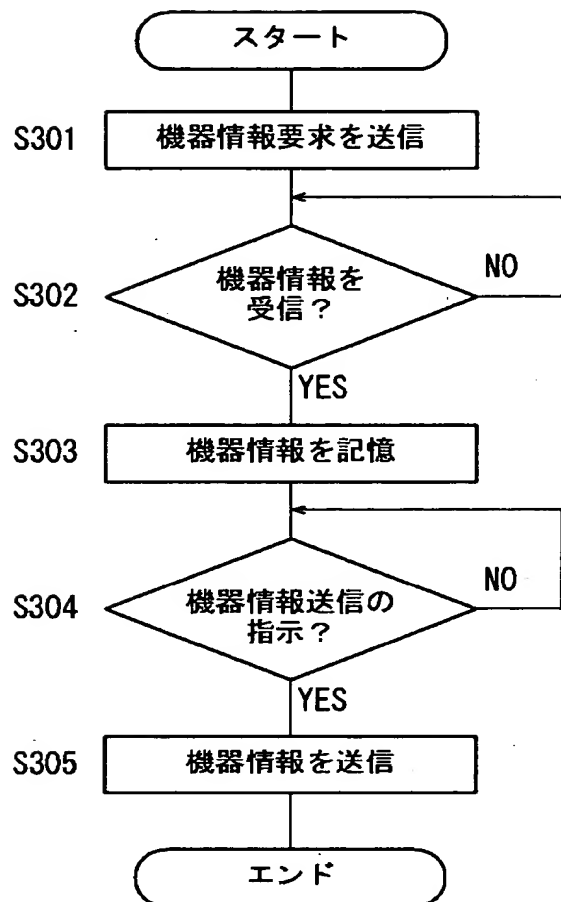 スタート
S301
機器情報要求を送信
S302
機器情報を
受信?
NO
YES
S303
機器情報を記憶
S304
機器情報送信の
指示?
NO
YES
S305
機器情報を送信
エンド